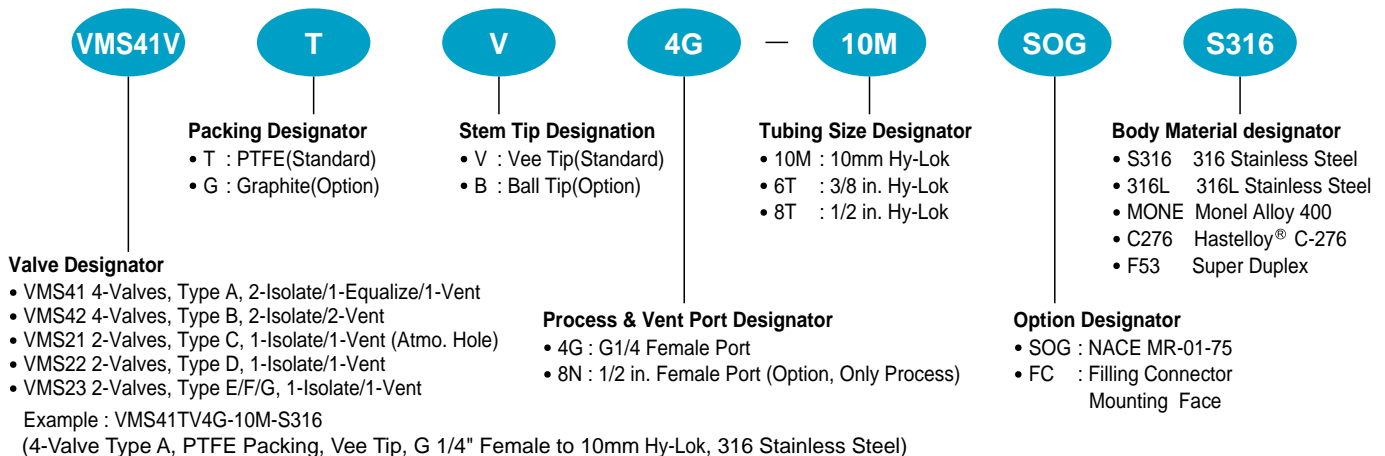 VMS41V T V 4G — 10M SOG S316
Packing Designator
• T : PTFE(Standard)
• G : Graphite(Option)
Stem Tip Designation
• V : Vee Tip(Standard)
• B : Ball Tip(Option)
Tubing Size Designator
• 10M : 10mm Hy-Lok
• 6T : 3/8 in. Hy-Lok
• 8T : 1/2 in. Hy-Lok
Body Material designator
• S316 316 Stainless Steel
• 316L 316L Stainless Steel
• MONE Monel Alloy 400
• C276 Hastelloy® C-276
• F53 Super Duplex
Valve Designator
• VMS41 4-Valves, Type A, 2-Isolate/1-Equalize/1-Vent
• VMS42 4-Valves, Type B, 2-Isolate/2-Vent
• VMS21 2-Valves, Type C, 1-Isolate/1-Vent (Atmo. Hole)
• VMS22 2-Valves, Type D, 1-Isolate/1-Vent
• VMS23 2-Valves, Type E/F/G, 1-Isolate/1-Vent
Process & Vent Port Designator
• 4G : G1/4 Female Port
• 8N : 1/2 in. Female Port (Option, Only Process)
Option Designator
• SOG : NACE MR-01-75
• FC : Filling Connector
Mounting Face
Example : VMS41TV4G-10M-S316
(4-Valve Type A, PTFE Packing, Vee Tip, G 1/4" Female to 10mm Hy-Lok, 316 Stainless Steel)